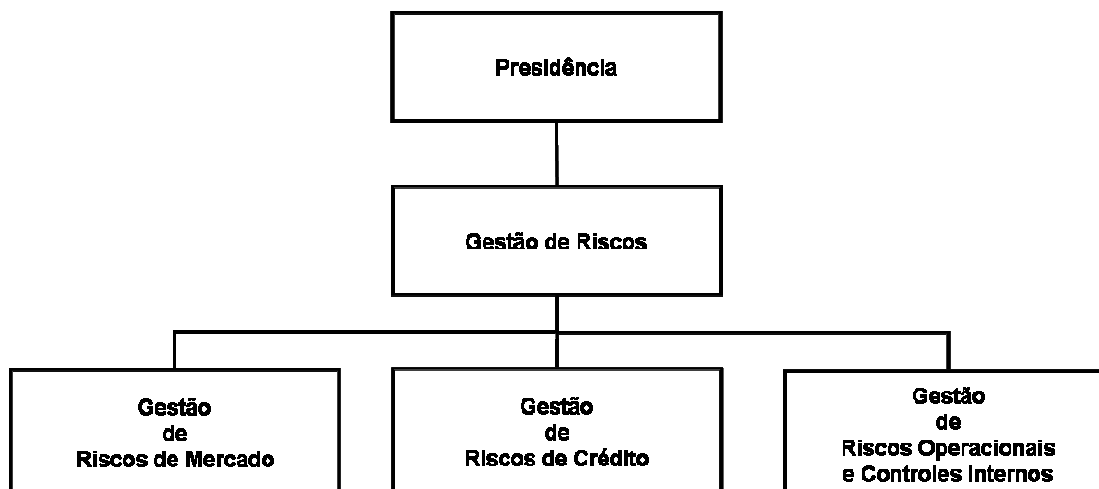 Presidência
Gestão de Riscos
Gestão
de
Riscos de Mercado
Gestão
de
Riscos de Crédito
Gestão
de
Riscos Operacionais
e Controles Internos